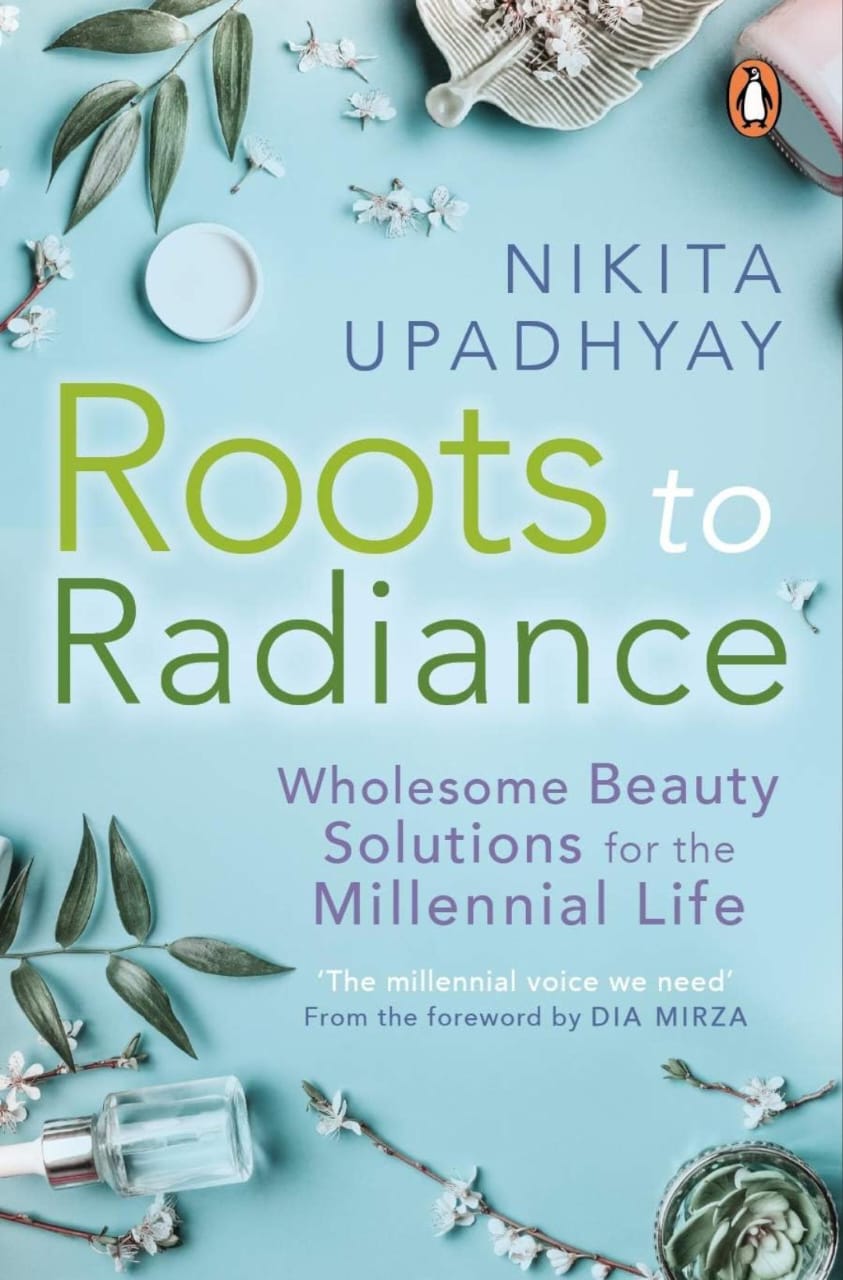 NIKITA
UPADHYAY
Roots to
Radiance
Wholesome Beauty
Solutions for the
Millennial Life
‘The millennial voice we need’
From the foreword by DIA MIRZA